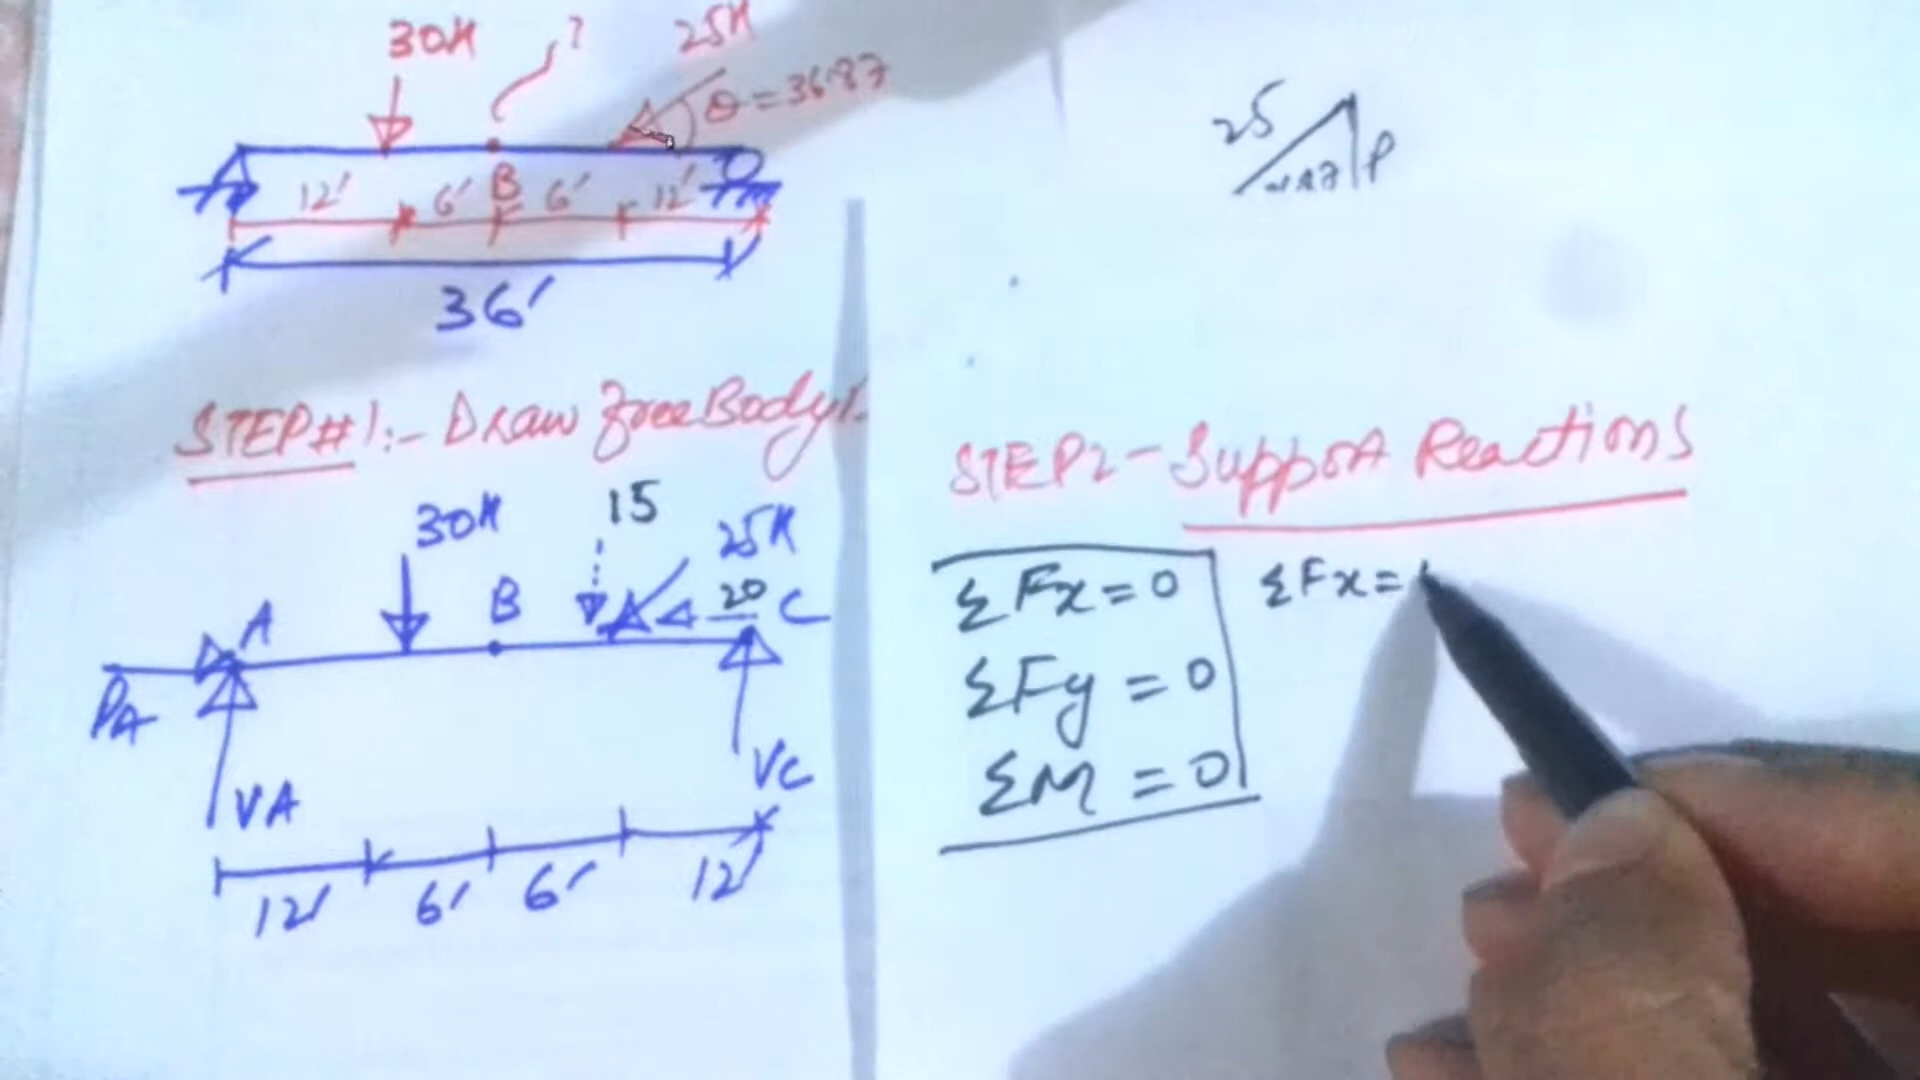 30K
?
25K
θ = 36.87
12' 6' B 6' 12'
36'
25
P
STEP#1:- Draw free Body
30K
15
25K
20
A
B
C
PA
VA
VC
12' 6' 6' 12'
STEP2- Support Reactions
ΣFx = 0
ΣFy = 0
ΣM = 0
ΣFx =